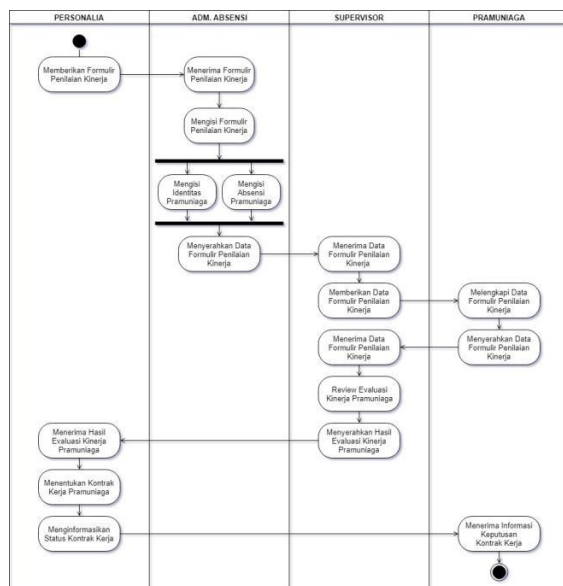 PERSONALIA
ADM. ABSENSI
SUPERVISOR
PRAMUNIAGA
Memberikan Formulir
Penilaian Kinerja
Menerima Formulir
Penilaian Kinerja
Mengisi Formulir
Penilaian Kinerja
Mengisi
Identitas
Pramuniaga
Mengisi
Absensi
Pramuniaga
Menyerahkan Data
Formulir Penilaian
Kinerja
Menerima Data
Formulir Penilaian
Kinerja
Memberikan Data
Formulir Penilaian
Kinerja
Melengkapi Data
Formulir Penilaian
Kinerja
Menyerahkan Data
Formulir Penilaian
Kinerja
Menerima Data
Formulir Penilaian
Kinerja
Review Evaluasi
Kinerja Pramuniaga
Menyerahkan Hasil
Evaluasi Kinerja
Pramuniaga
Menerima Hasil
Evaluasi Kinerja
Pramuniaga
Menentukan Kontrak
Kerja Pramuniaga
Menginformasikan
Status Kontrak Kerja
Menerima Informasi
Keputusan
Kontrak Kerja